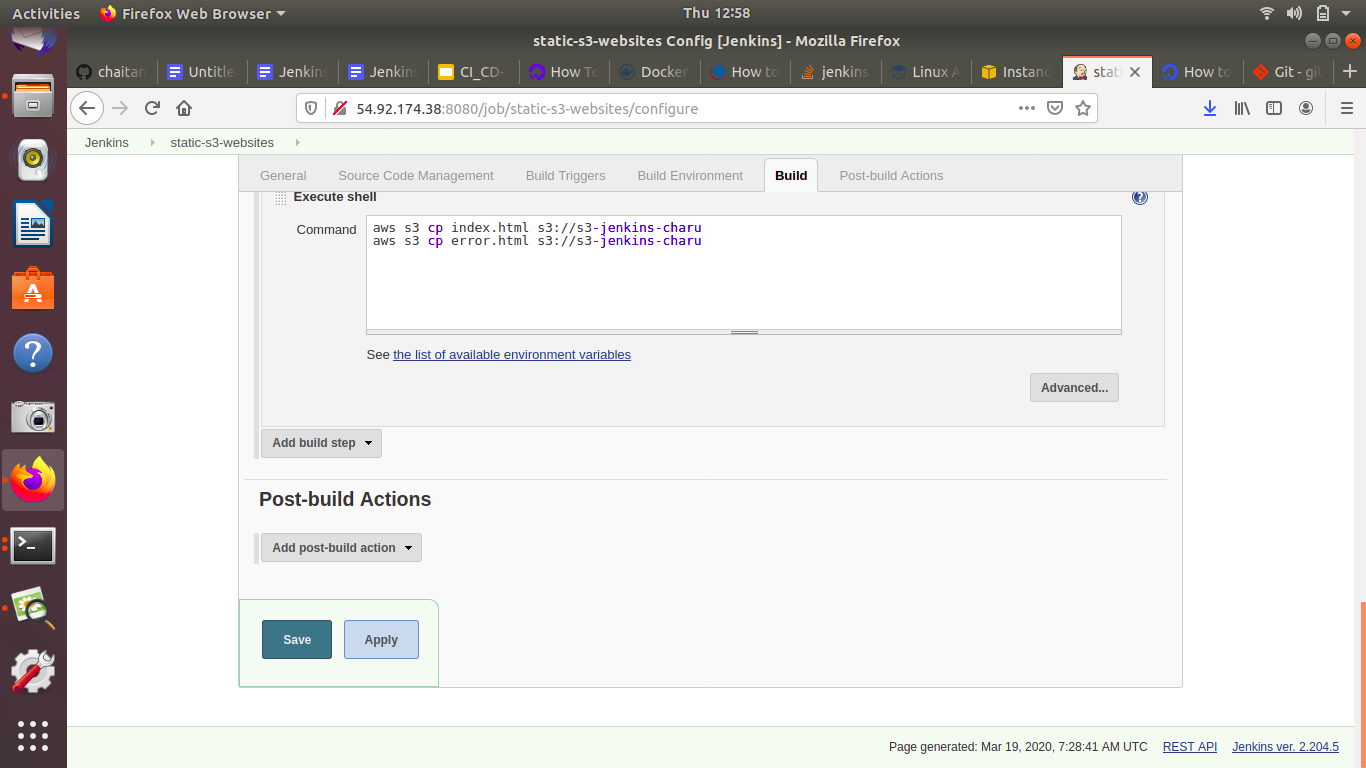 Activities Firefox Web Browser Thu 12:58
static-s3-websites Config [Jenkins] - Mozilla Firefox
chaitan Untitle Jenkins Jenkins CI_CD- How To Docker How to jenkins Linux A Instanc stati How to Git - git
54.92.174.38:8080/job/static-s3-websites/configure
Jenkins static-s3-websites
General Source Code Management Build Triggers Build Environment Build Post-build Actions
Execute shell
Command
aws s3 cp index.html s3://s3-jenkins-charu
aws s3 cp error.html s3://s3-jenkins-charu
See the list of available environment variables
Advanced...
Add build step
Post-build Actions
Add post-build action
Save Apply
Page generated: Mar 19, 2020, 7:28:41 AM UTC REST API Jenkins ver. 2.204.5